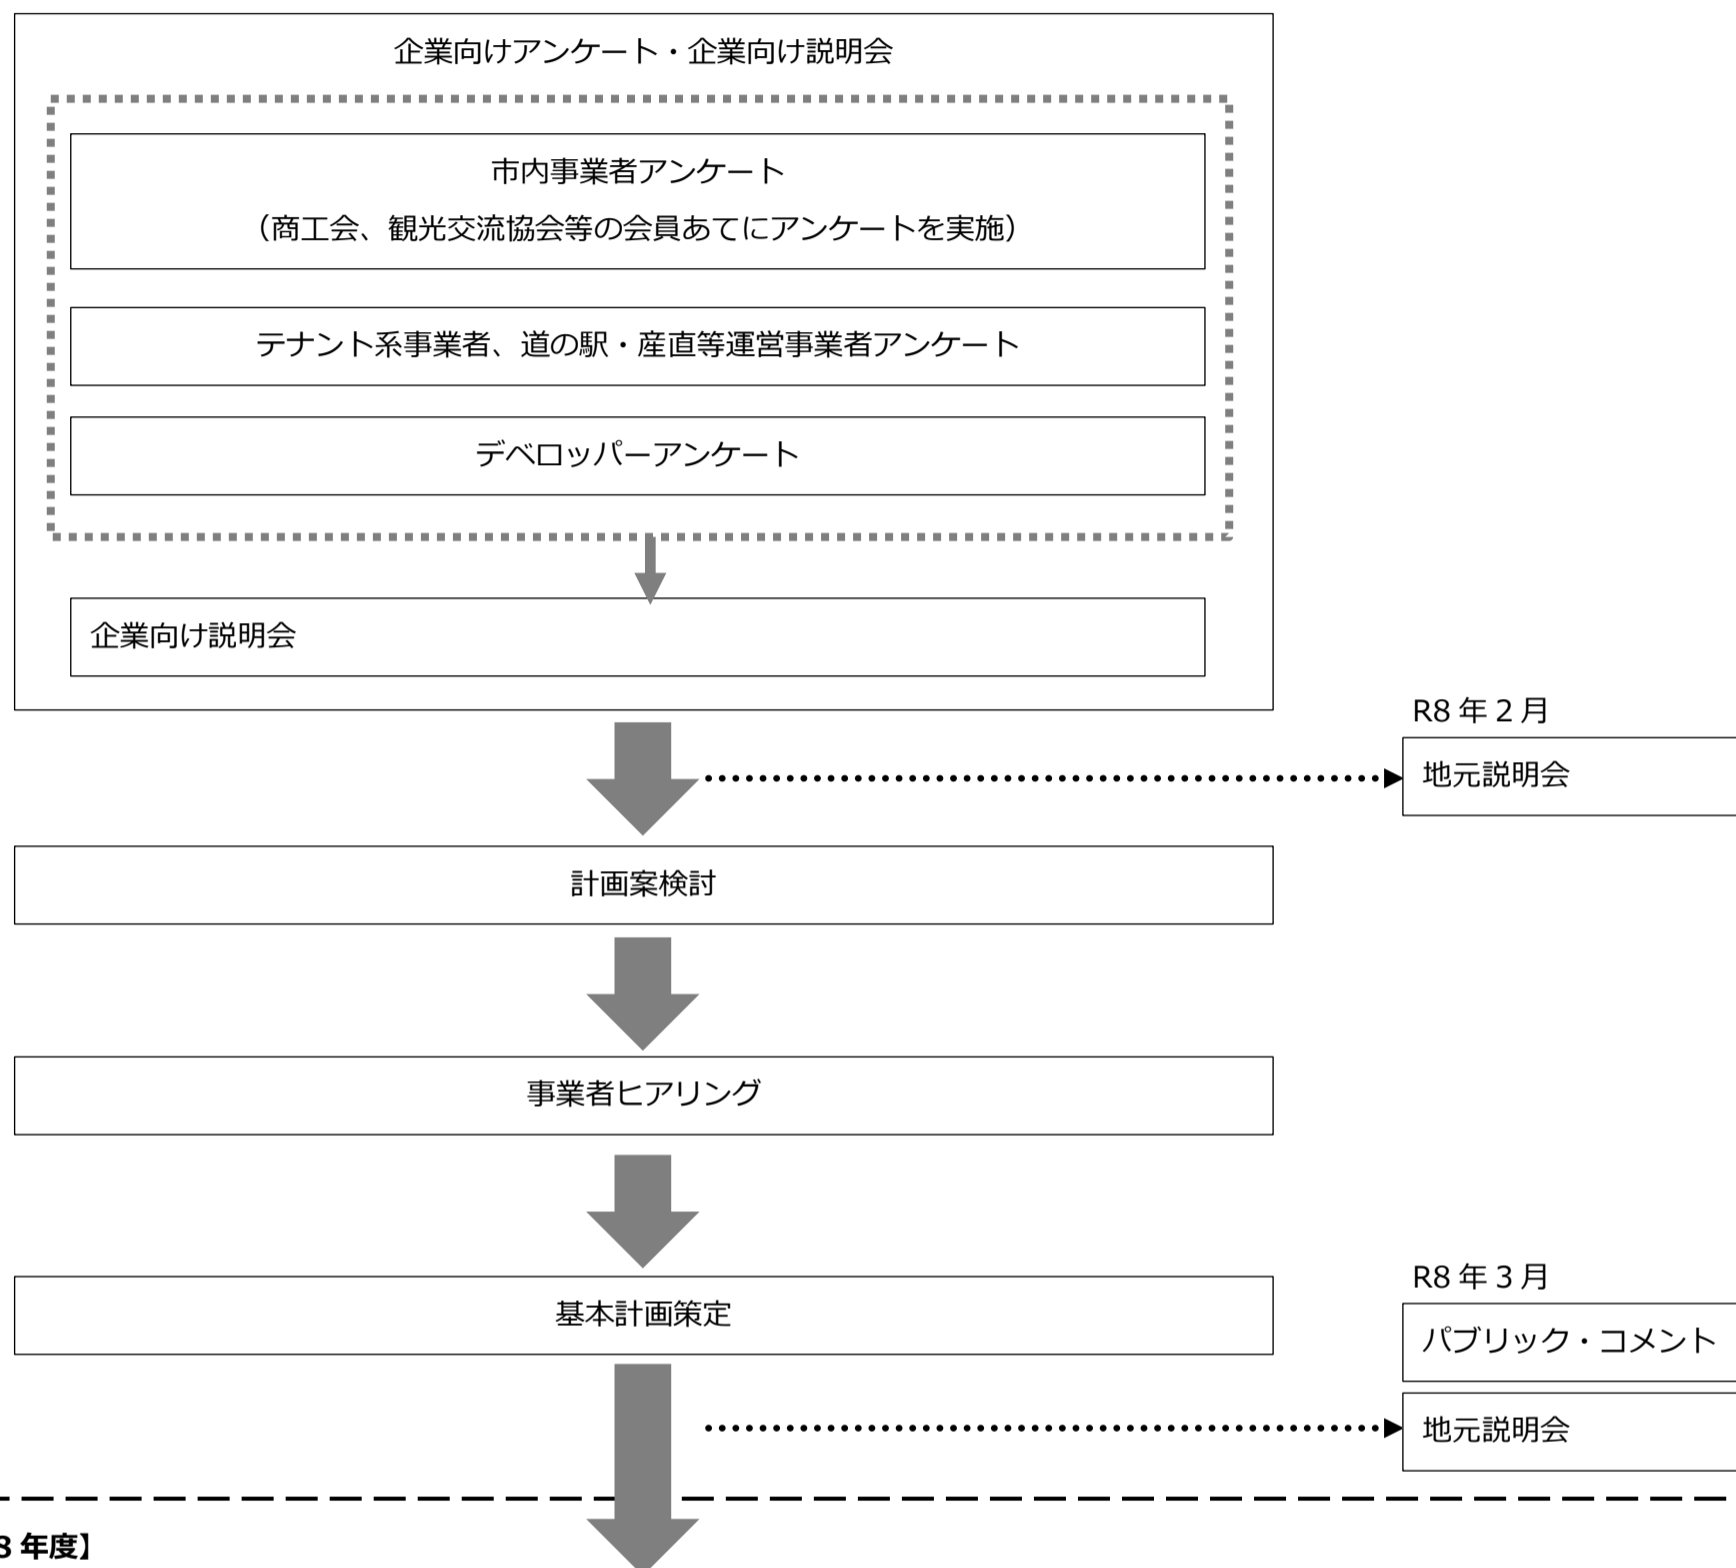 企業向けアンケート・企業向け説明会
市内事業者アンケート
（商工会、観光交流協会等の会員あてにアンケートを実施）
テナント系事業者、道の駅・産直等運営事業者アンケート
デベロッパーアンケート
企業向け説明会
R8 年 2 月
地元説明会
計画案検討
事業者ヒアリング
基本計画策定
R8 年 3 月
パブリック・コメント
地元説明会
8 年度】